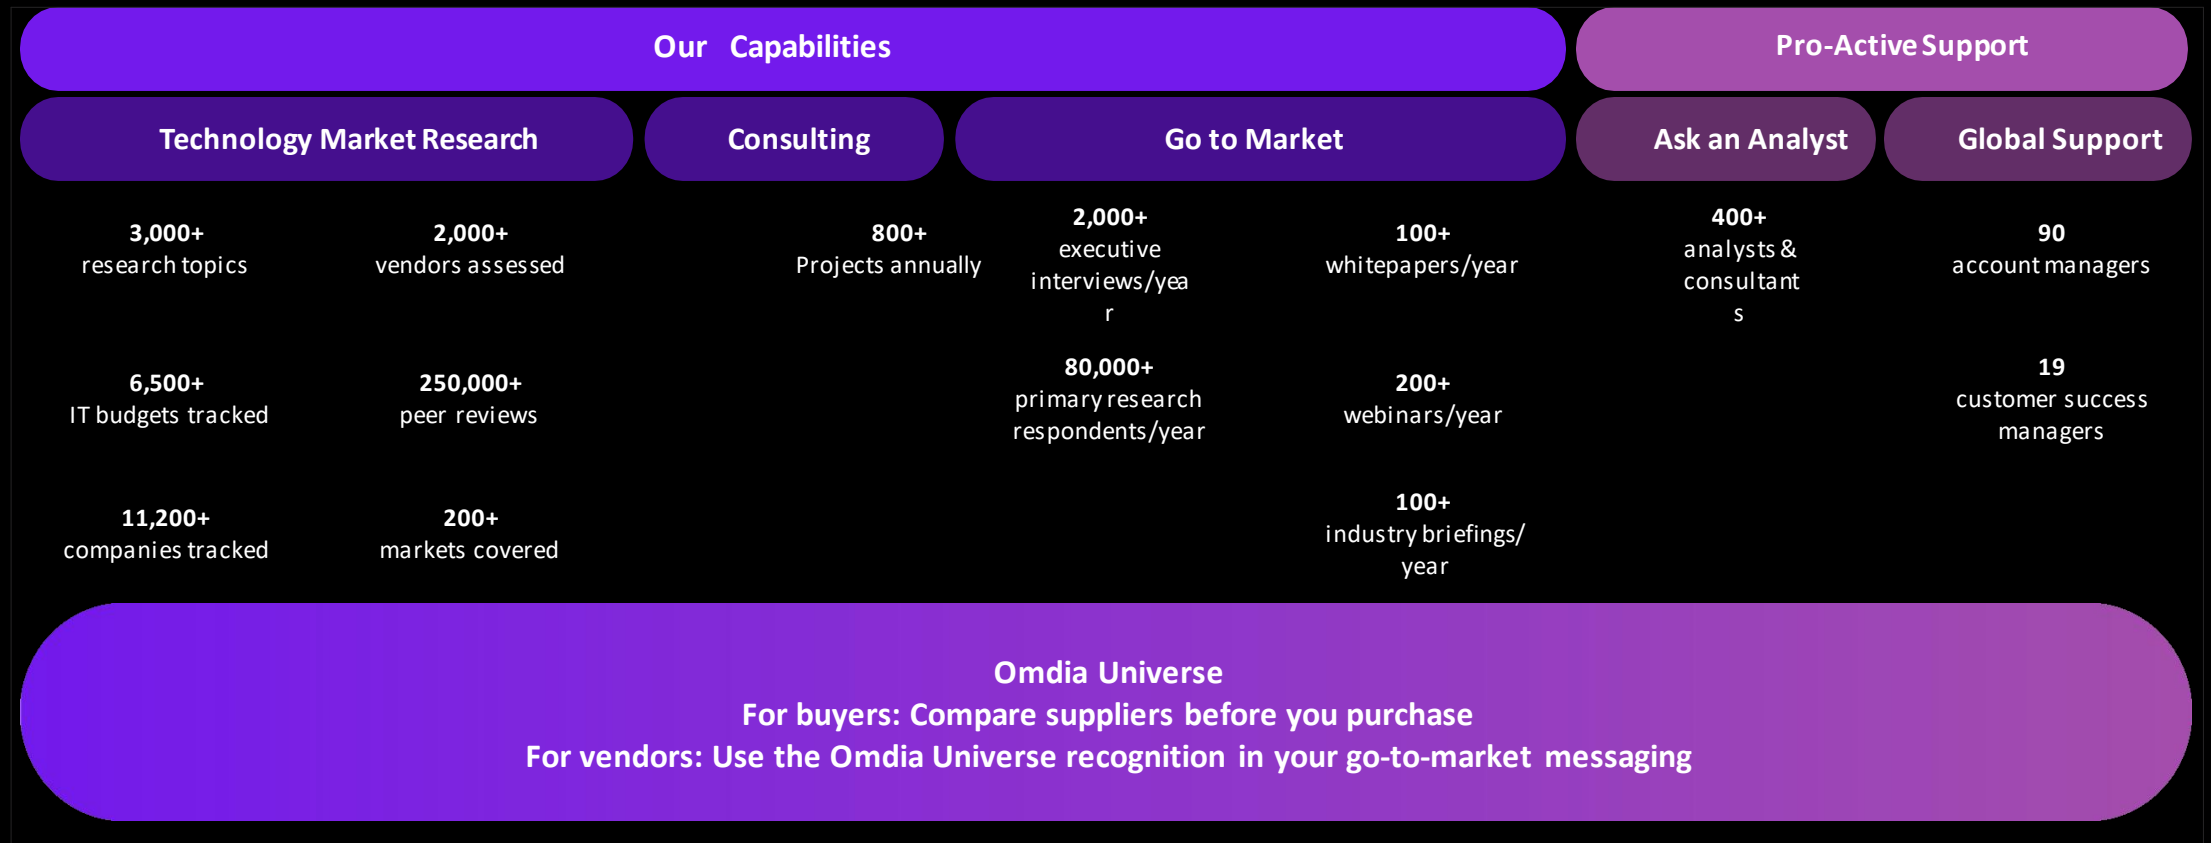 Our Capabilities
Pro-Active Support
Technology Market Research
Consulting
Go to Market
Ask an Analyst
Global Support
3,000+
research topics
2,000+
vendors assessed
800+
Projects annually
2,000+
executive
interviews/yea
r
100+
whitepapers/year
400+
analysts &
consultant
s
90
account managers
6,500+
IT budgets tracked
250,000+
peer reviews
80,000+
primary research
respondents/year
200+
webinars/year
19
customer success
managers
11,200+
companies tracked
200+
markets covered
100+
industry briefings/
year
Omdia Universe
For buyers: Compare suppliers before you purchase
For vendors: Use the Omdia Universe recognition in your go-to-market messaging